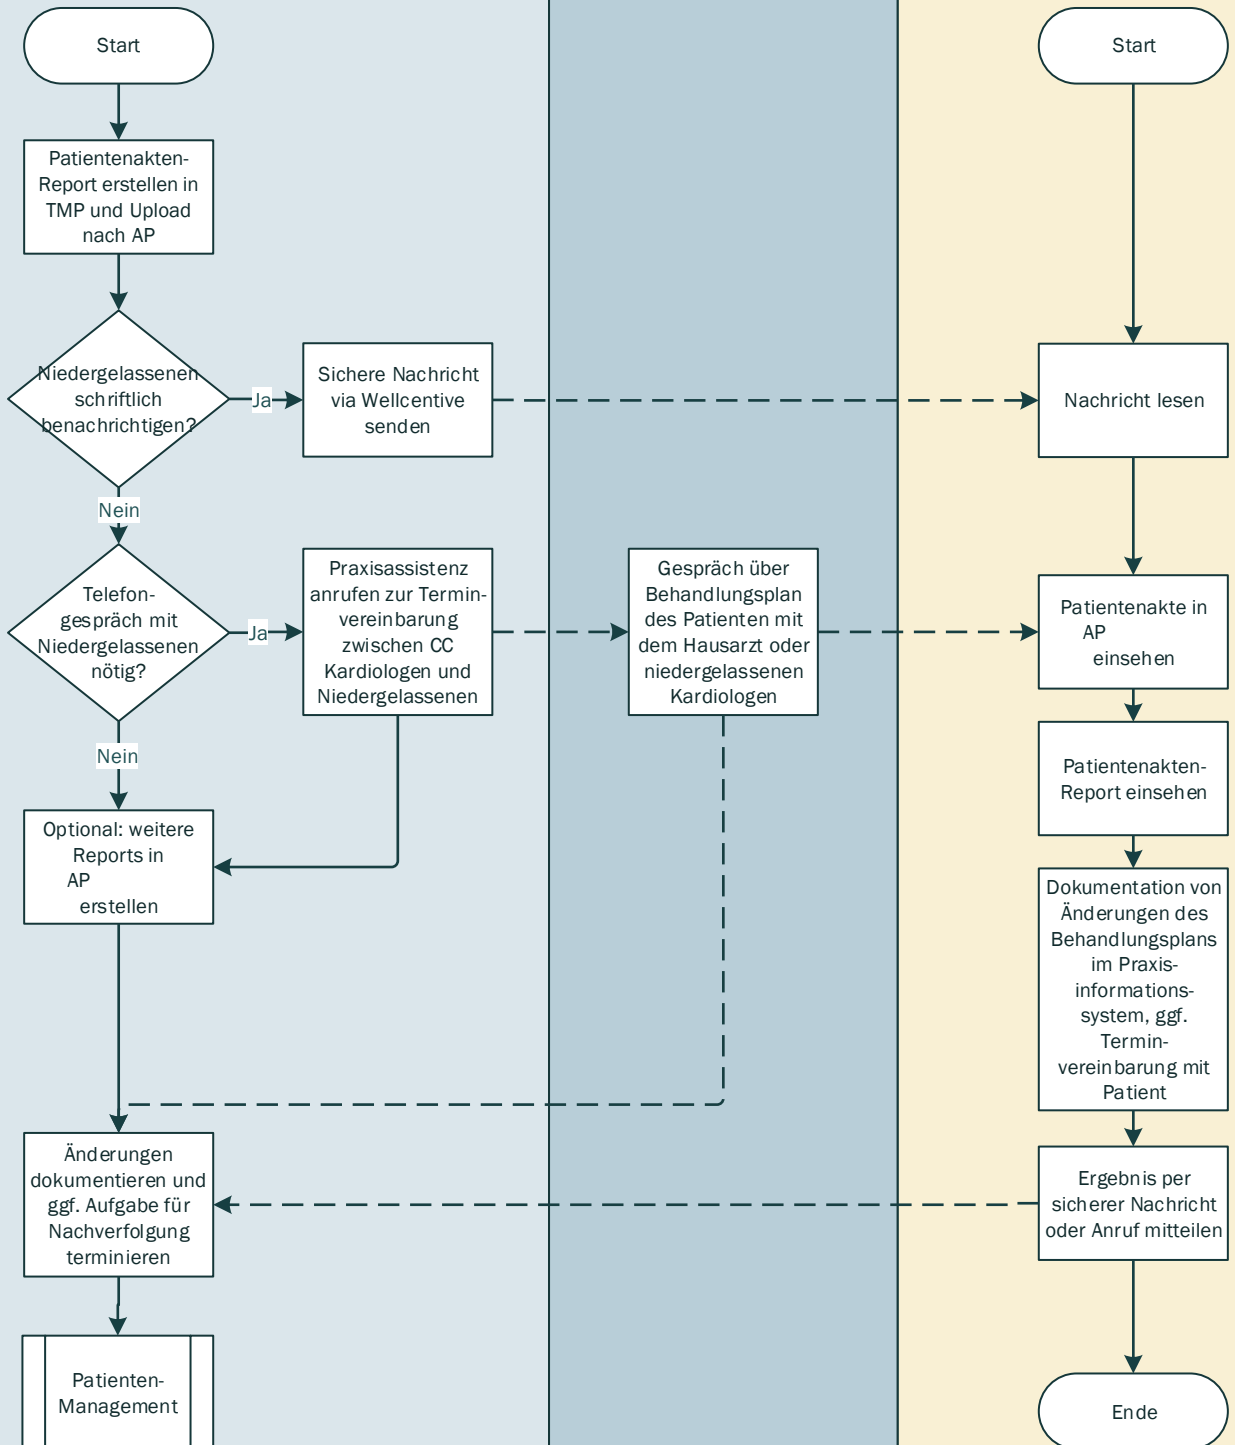 Start
Start
Patientenakten-
Report erstellen in
TMP und Upload
nach AP
Niedergelassenen
schriftlich
benachrichtigen?
Ja
Sichere Nachricht
via Wellcentive
senden
Nachricht lesen
Nein
Telefon-
gespräch mit
Niedergelassenen
nötig?
Ja
Praxisassistenz
anrufen zur Termin-
vereinbarung
zwischen CC
Kardiologen und
Niedergelassenen
Gespräch über
Behandlungsplan
des Patienten mit
dem Hausarzt oder
niedergelassenen
Kardiologen
Patientenakte in
AP
einsehen
Nein
Patientenakten-
Report einsehen
Optional: weitere
Reports in
AP
erstellen
Dokumentation von
Änderungen des
Behandlungsplans
im Praxis-
informations-
system, ggf.
Termin-
vereinbarung mit
Patient
Änderungen
dokumentieren und
ggf. Aufgabe für
Nachverfolgung
terminieren
Ergebnis per
sicherer Nachricht
oder Anruf mitteilen
Patienten-
Management
Ende